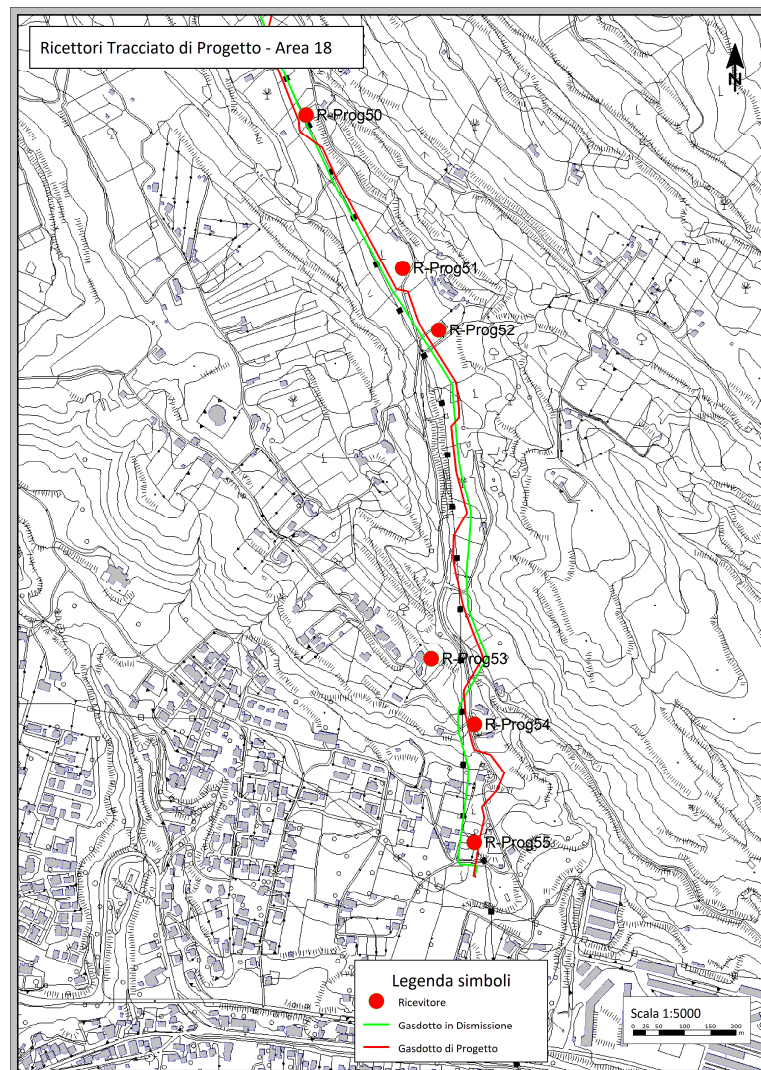 Ricettori Tracciato di Progetto - Area 18
N
R-Prog50
R-Prog51
R-Prog52
R-Prog53
R-Prog54
R-Prog55
Legenda simboli
Ricevitore
Gasdotto in Dismissione
Gasdotto di Progetto
Scala 1:5000
0 25 50 100 150 200
m